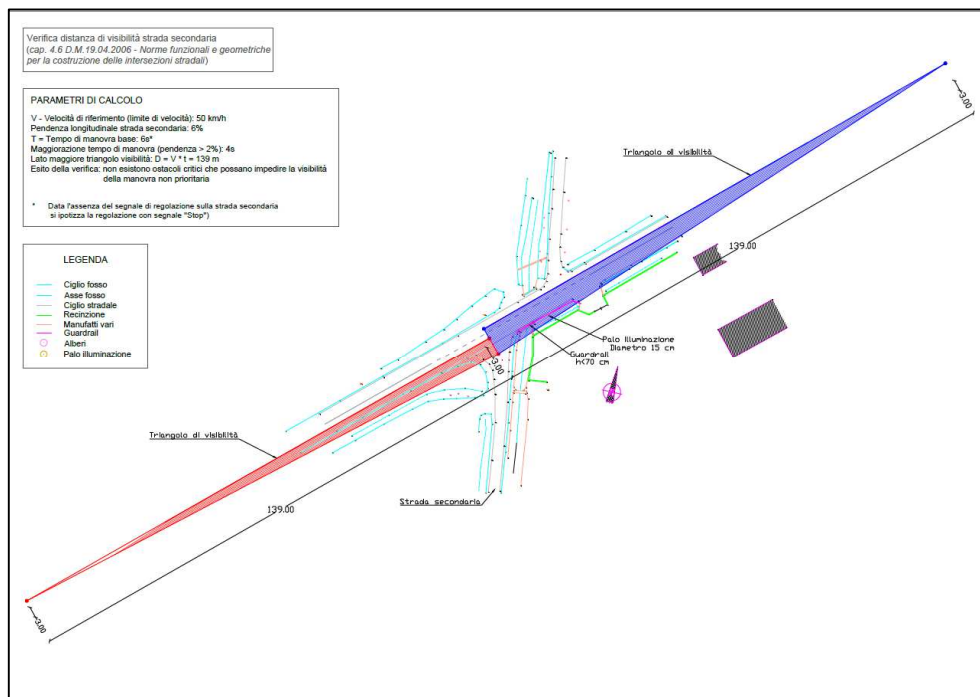 Verifica distanza di visibilità strada secondaria
(cap. 4.6 D.M.19.04.2006 - Norme funzionali e geometriche
per la costruzione delle intersezioni stradali)
PARAMETRI DI CALCOLO
V - Velocità di riferimento (limite di velocità): 50 km/h
Pendenza longitudinale strada secondaria: 6%
T = Tempo di manovra base: 6s*
Maggiorazione tempo di manovra (pendenza > 2%): 4s
Lato maggiore triangolo visibilità: D = V * t = 139 m
Esito della verifica: non esistono ostacoli critici che possano impedire la visibilità
della manovra non prioritaria
* Data l'assenza del segnale di regolazione sulla strada secondaria
si ipotizza la regolazione con segnale "Stop")
LEGENDA
Ciglio fosso
Asse fosso
Ciglio stradale
Recinzione
Manufatti vari
Guardrail
Alberi
Palo illuminazione
3.00
Triangolo di visibilità
139.00
Palo illuminazione
Diametro 15 cm
Guardrail
h<70 cm
3.00
Triangolo di visibilità
Strada secondaria
139.00
3.00